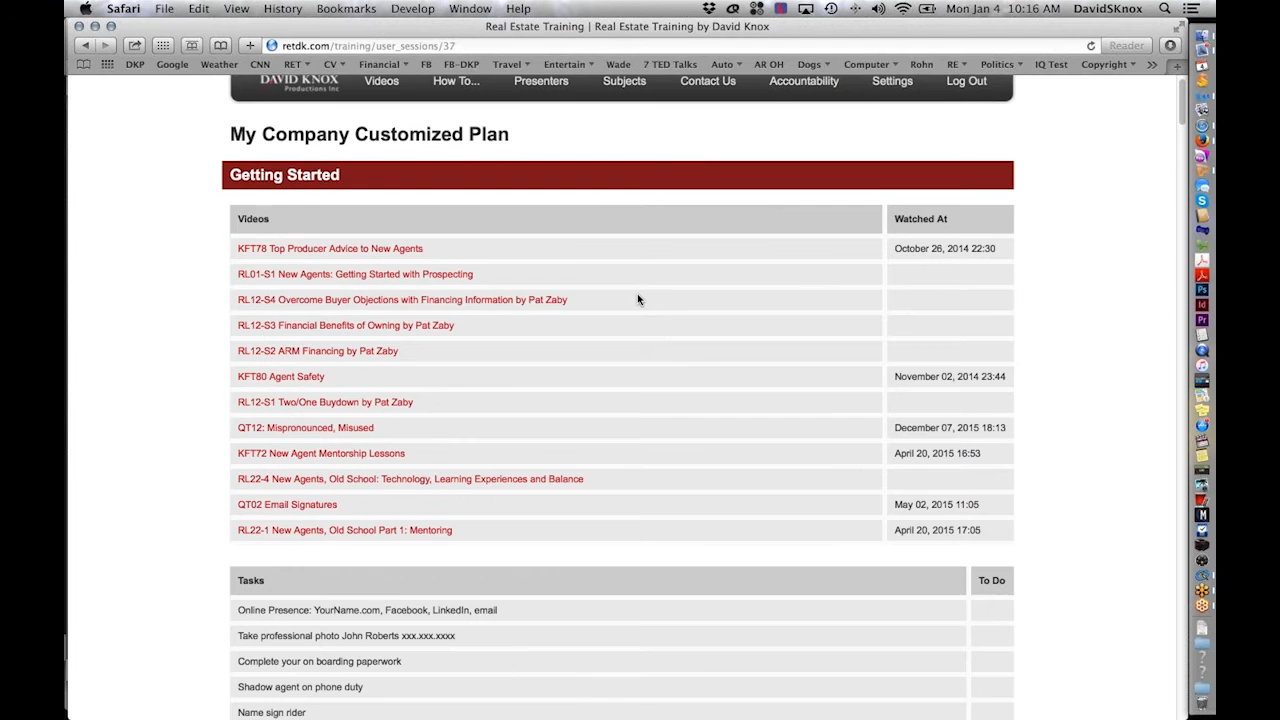 Safari File Edit View History Bookmarks Develop Window Help Mon Jan 4 10:16 AM DavidSKnox
Real Estate Training | Real Estate Training by David Knox
retdk.com/training/user_sessions/37 Reader
DKP Google Weather CNN RET CV Financial FB FB-DKP Travel Entertain Wade 7 TED Talks Auto AR OH Dogs Computer Rohn RE IQ Test Politics Copyright
DAVID KNOX Productions Inc Videos How To... Presenters Subjects Contact Us Accountability Settings Log Out
My Company Customized Plan
Getting Started
Videos Watched At
KFT78 Top Producer Advice to New Agents October 26, 2014 22:30
RL01-S1 New Agents: Getting Started with Prospecting
RL12-S4 Overcome Buyer Objections with Financing Information by Pat Zaby
RL12-S3 Financial Benefits of Owning by Pat Zaby
RL12-S2 ARM Financing by Pat Zaby
KFT80 Agent Safety November 02, 2014 23:44
RL12-S1 Two/One Buydown by Pat Zaby
QT12: Mispronounced, Misused December 07, 2015 18:13
KFT72 New Agent Mentorship Lessons April 20, 2015 16:53
RL22-4 New Agents, Old School: Technology, Learning Experiences and Balance
QT02 Email Signatures May 02, 2015 11:05
RL22-1 New Agents, Old School Part 1: Mentoring April 20, 2015 17:05
Tasks To Do
Online Presence: YourName.com, Facebook, LinkedIn, email
Take professional photo John Roberts xxx.xxx.xxxx
Complete your on boarding paperwork
Shadow agent on phone duty
Name sign rider